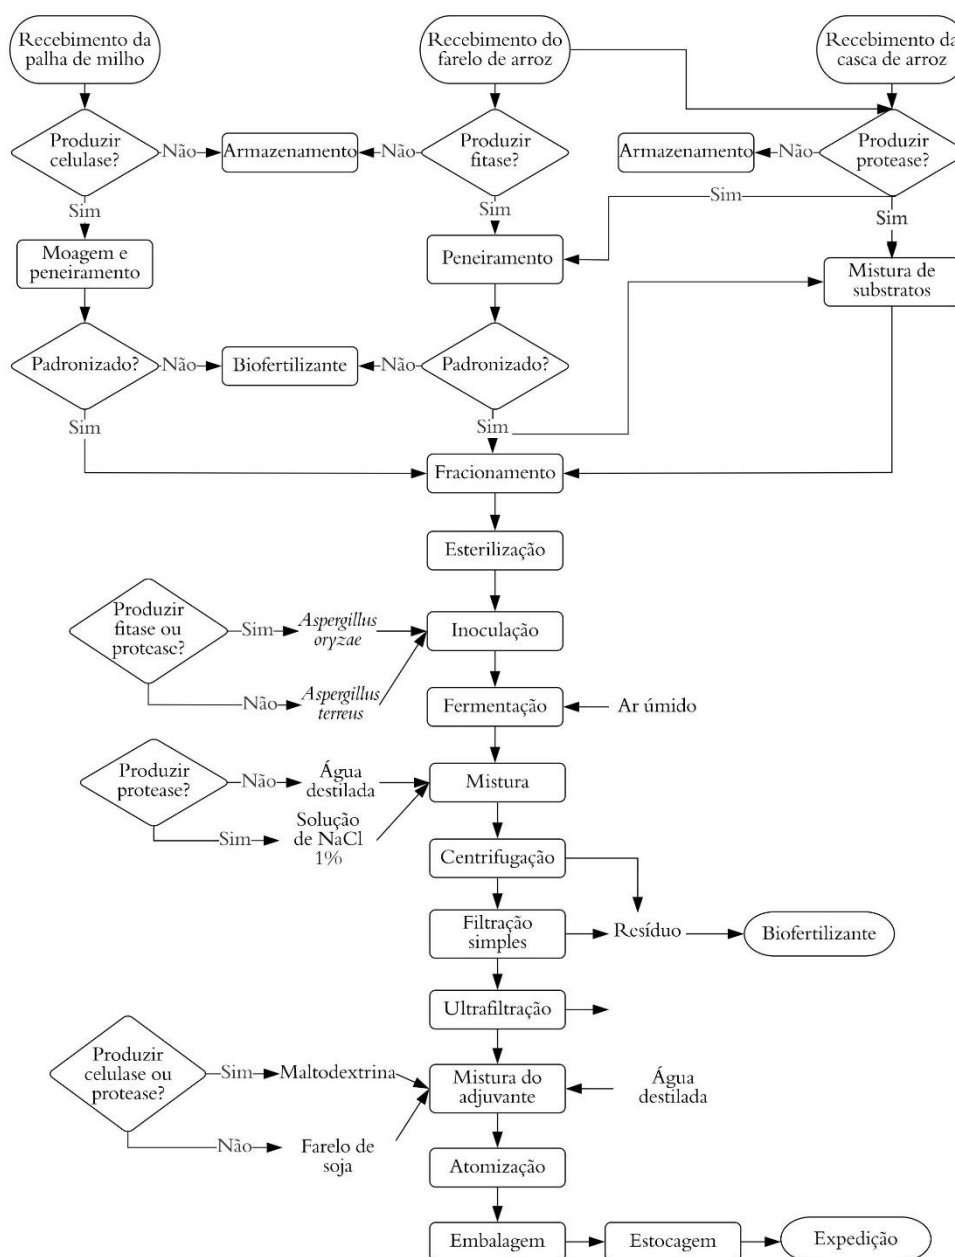 Recebimento da
palha de milho
Recebimento do
farelo de arroz
Recebimento da
casca de arroz
Produzir
celulase?
Não
Armazenamento
Não
Produzir
fitase?
Armazenamento
Não
Produzir
protease?
Sim
Sim
Sim
Sim
Moagem e
peneiramento
Peneiramento
Mistura de
substratos
Padronizado?
Não
Biofertilizante
Não
Padronizado?
Sim
Sim
Fracionamento
Esterilização
Produzir
fitase ou
protease?
Sim
Aspergillus
oryzae
Inoculação
Não
Aspergillus
terreus
Fermentação
Ar úmido
Produzir
protease?
Não
Água
destilada
Mistura
Sim
Solução
de NaCl
1%
Centrifugação
Filtração
simples
Resíduo
Biofertilizante
Ultrafiltração
Produzir
celulase ou
protease?
Sim
Maltodextrina
Mistura do
adjuvante
Água
destilada
Não
Farelo de
soja
Atomização
Embalagem
Estocagem
Expedição